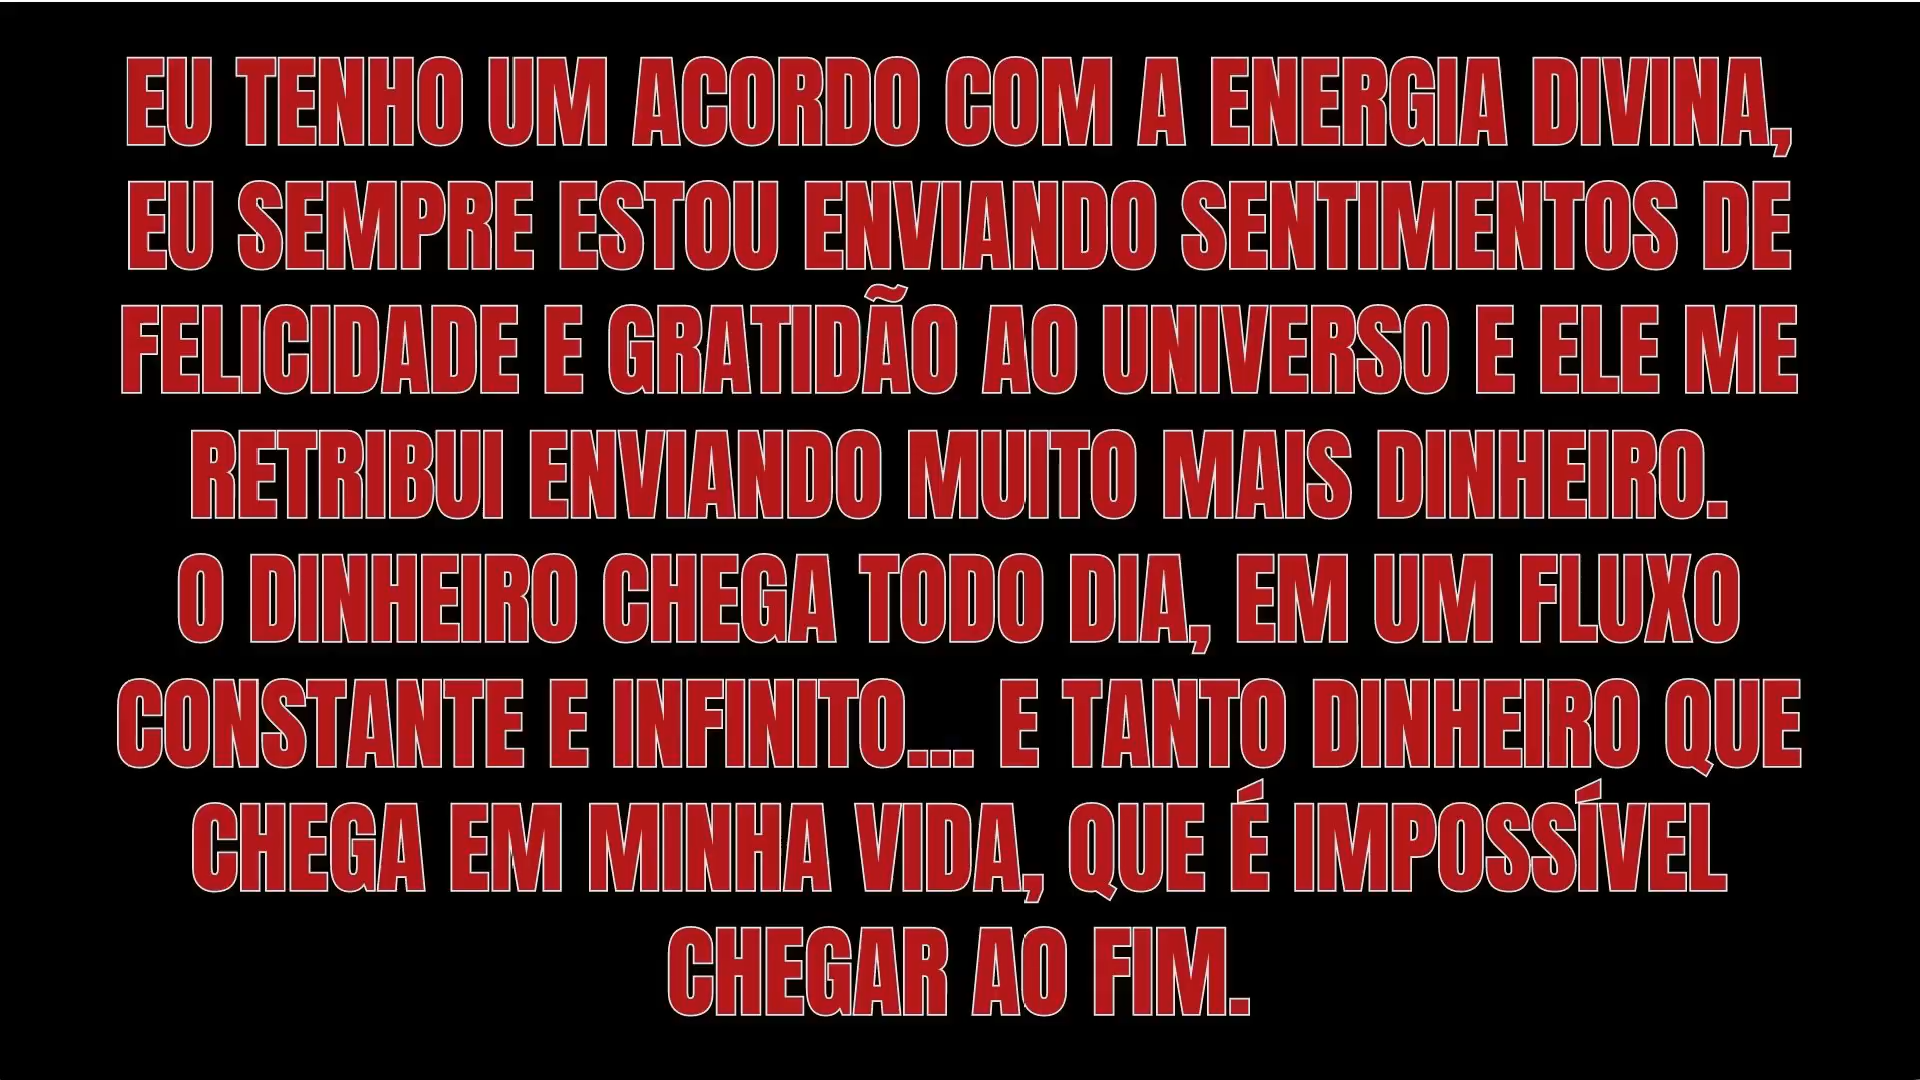 EU TENHO UM ACORDO COM A ENERGIA DIVINA,
EU SEMPRE ESTOU ENVIANDO SENTIMENTOS DE
FELICIDADE E GRATIDÃO AO UNIVERSO E ELE ME
RETRIBUI ENVIANDO MUITO MAIS DINHEIRO.
O DINHEIRO CHEGA TODO DIA, EM UM FLUXO
CONSTANTE E INFINITO... E TANTO DINHEIRO QUE
CHEGA EM MINHA VIDA, QUE É IMPOSSÍVEL
CHEGAR AO FIM.